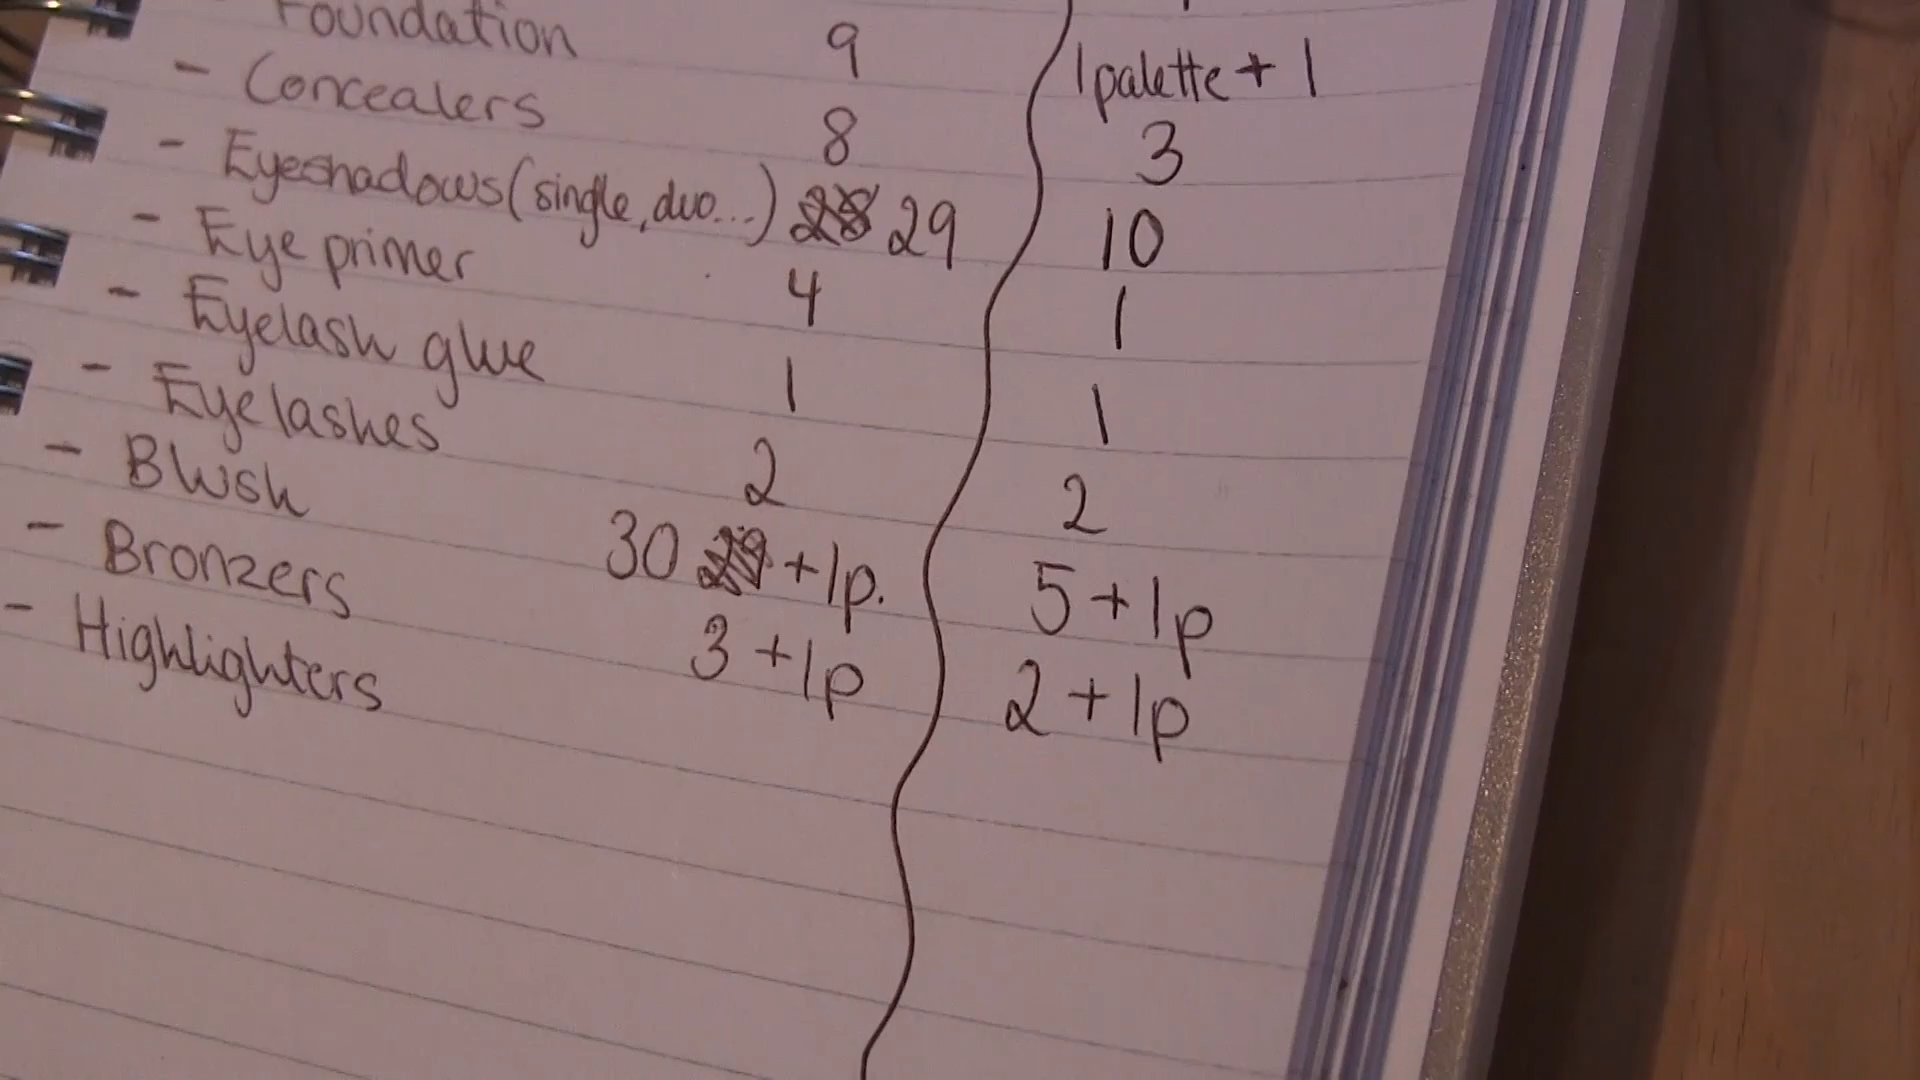 Foundation 9 1 palette + 1
- Concealers 8 3
- Eyeshadows (single, duo...) 29 10
- Eye primer 4 1
- Eyelash glue 1 1
- Eyelashes 2 2
- Blush 30 + 1p. 5 + 1p
- Bronzers 3 + 1p 2 + 1p
- Highlighters